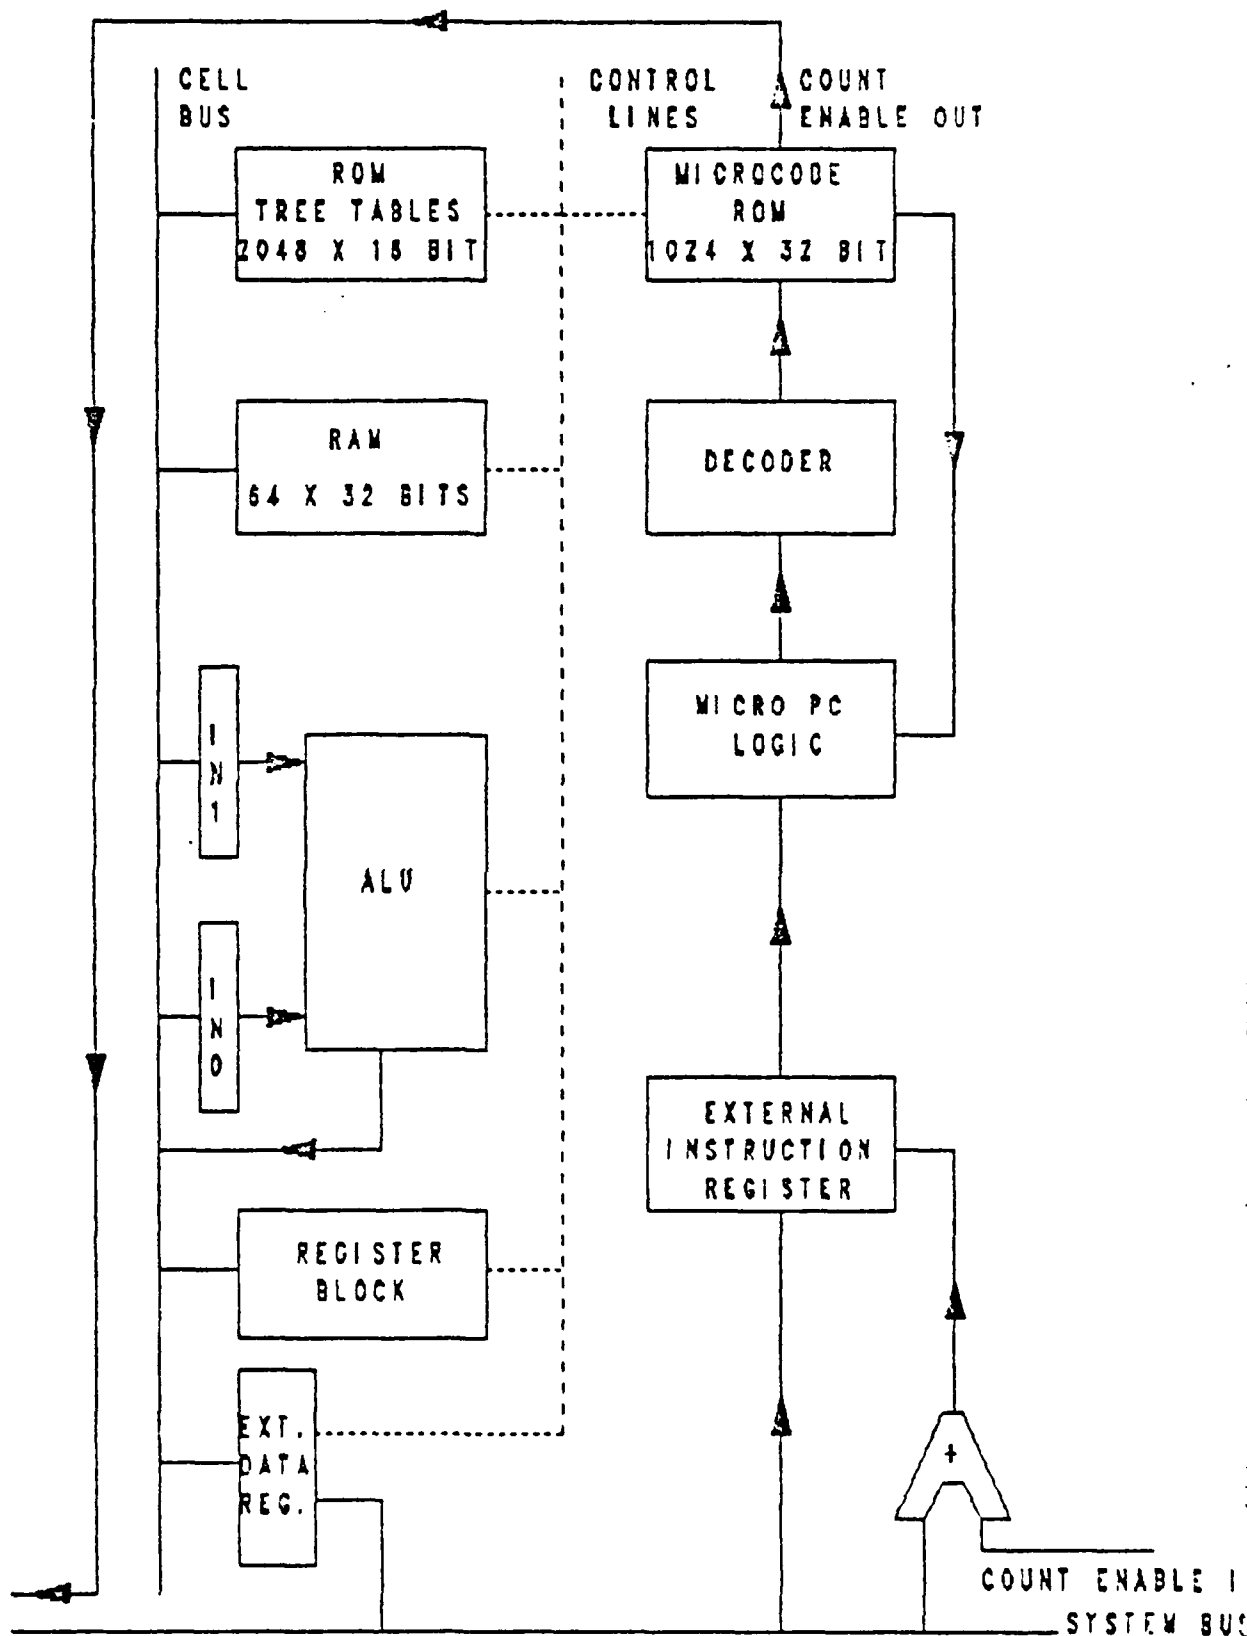 CELL
BUS
CONTROL
LINES
COUNT
ENABLE OUT
ROM
TREE TABLES
2048 X 16 BIT
MICROCODE
ROM
1024 X 32 BIT
RAM
64 X 32 BITS
DECODER
IN1
MICRO PC
LOGIC
ALU
IN0
EXTERNAL
INSTRUCTION
REGISTER
REGISTER
BLOCK
EXT.
DATA
REG.
+
COUNT ENABLE I
SYSTEM BUS